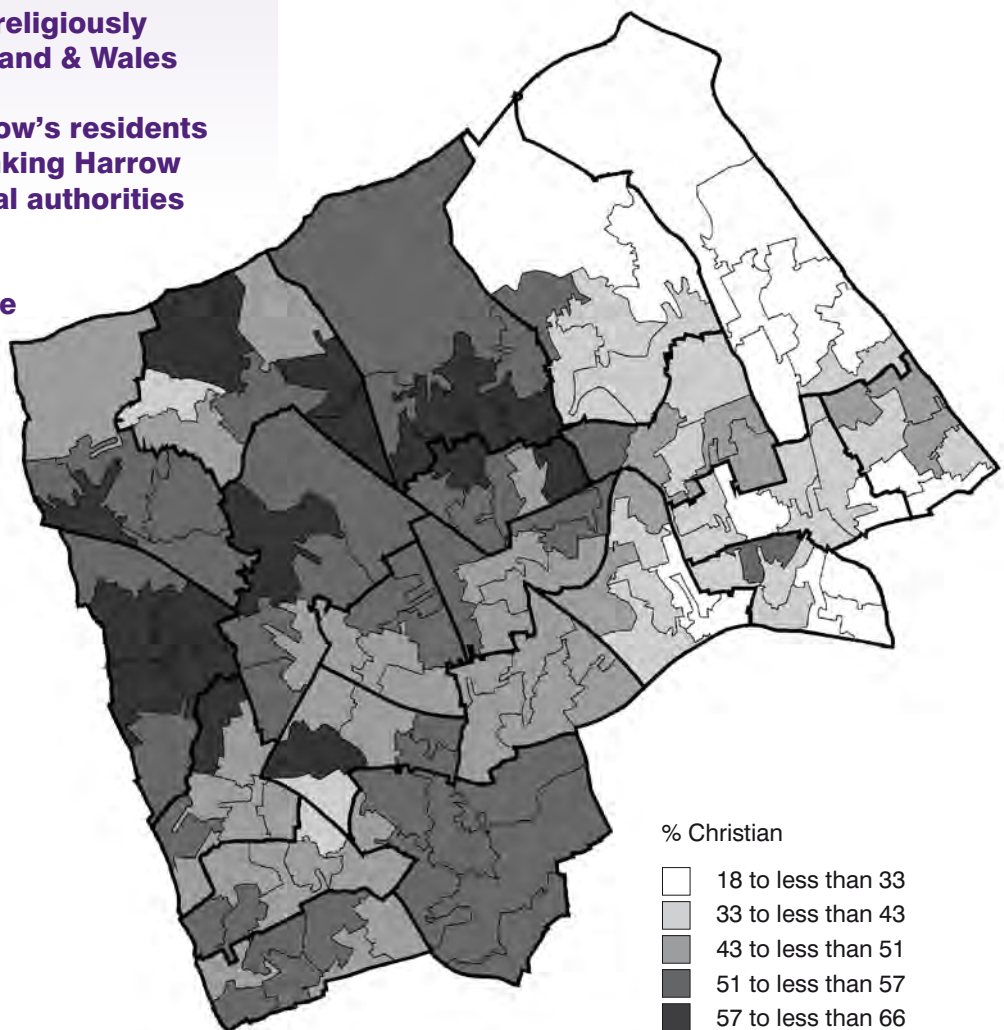 religiously
and & Wales
ow's residents
king Harrow
al authorities
e
% Christian
18 to less than 33
33 to less than 43
43 to less than 51
51 to less than 57
57 to less than 66